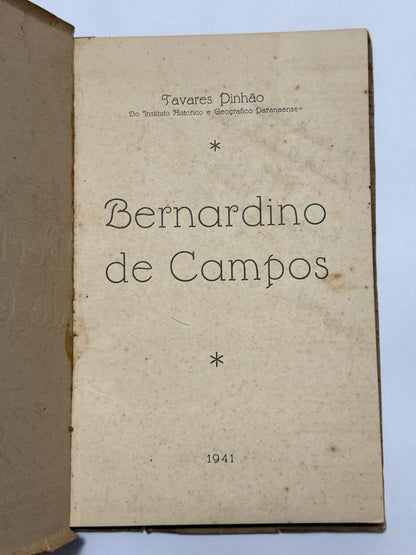 Tavares Pinhão
Do Instituto Historico e Geografico Paranaense
*
Bernardino
de Campos
*
1941